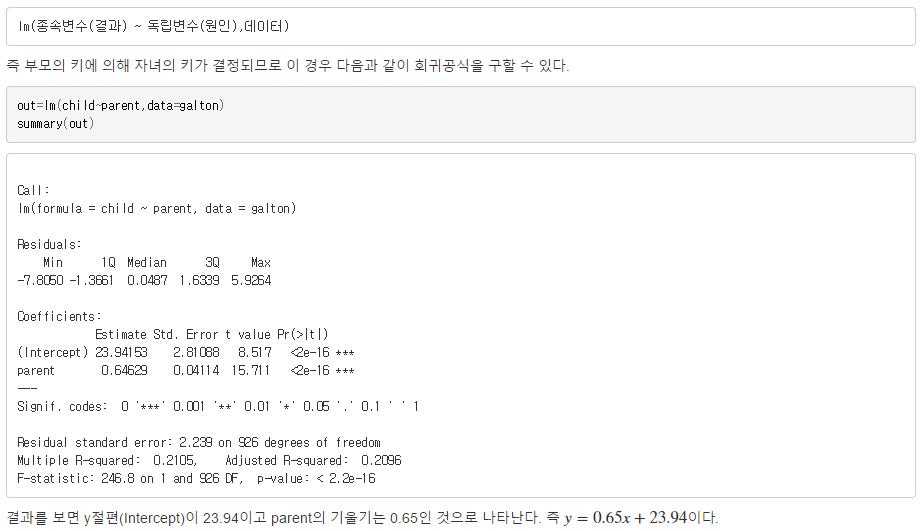 lm(종속변수(결과) ~ 독립변수(원인),데이터)
즉 부모의 키에 의해 자녀의 키가 결정되므로 이 경우 다음과 같이 회귀공식을 구할 수 있다.
out=lm(child~parent,data=galton)
summary(out)
Call:
lm(formula = child ~ parent, data = galton)
Residuals:
    Min      1Q  Median      3Q     Max
-7.8050 -1.3661  0.0487  1.6339  5.9264
Coefficients:
            Estimate Std. Error t value Pr(>|t|)
(Intercept) 23.94153    2.81088   8.517   <2e-16 ***
parent       0.64629    0.04114  15.711   <2e-16 ***
---
Signif. codes:  0 '***' 0.001 '**' 0.01 '*' 0.05 '.' 0.1 ' ' 1
Residual standard error: 2.239 on 926 degrees of freedom
Multiple R-squared:  0.2105,    Adjusted R-squared:  0.2096
F-statistic: 246.8 on 1 and 926 DF,  p-value: < 2.2e-16
결과를 보면 y절편(Intercept)이 23.94이고 parent의 기울기는 0.65인 것으로 나타난다. 즉 y = 0.65x + 23.94이다.